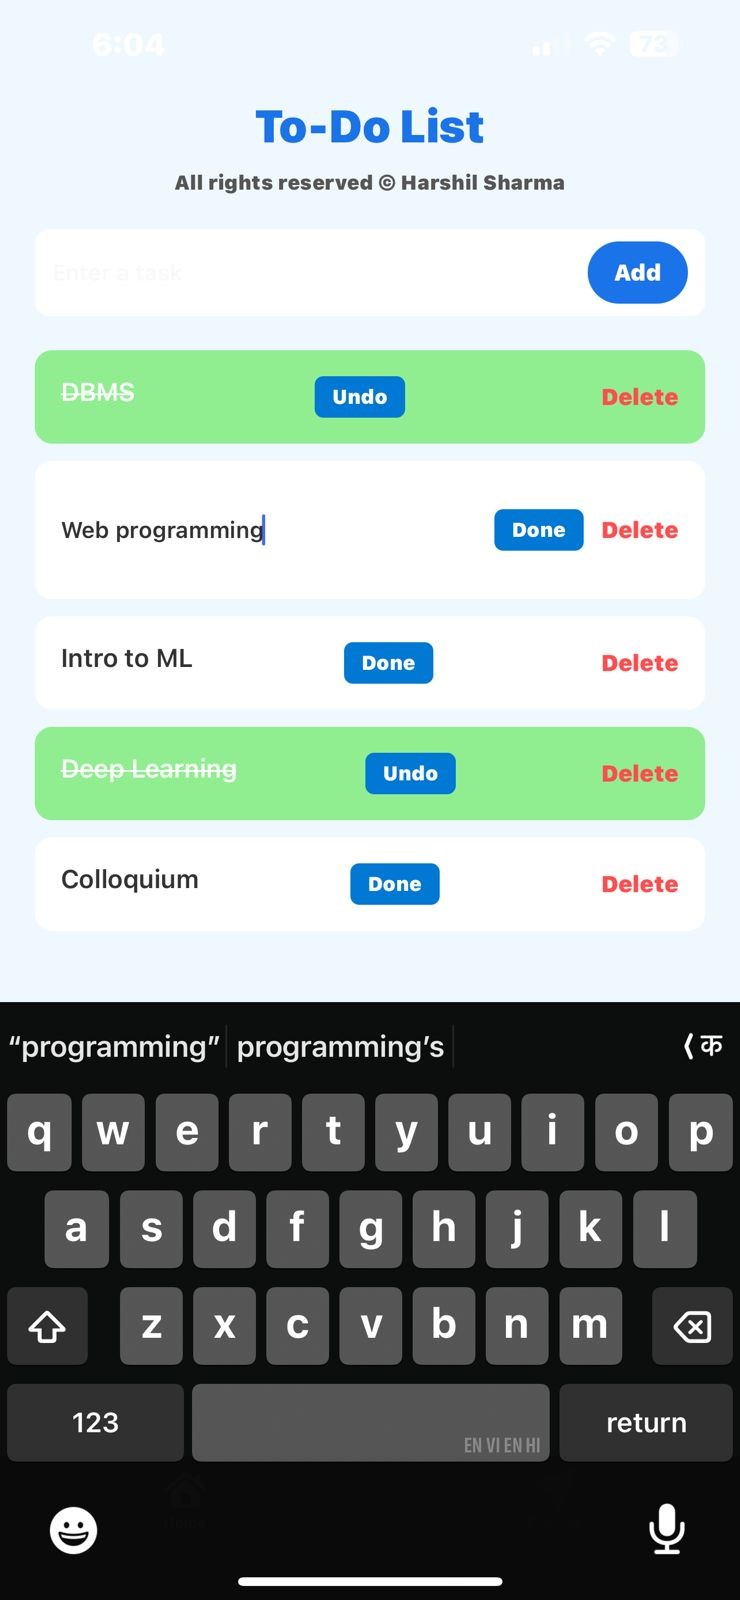 6:04
73
To-Do List
All rights reserved © Harshil Sharma
Enter a task
Add
DBMS Undo Delete
Web programming Done Delete
Intro to ML Done Delete
Deep Learning Undo Delete
Colloquium Done Delete
“programming” programming’s क
q w e r t y u i o p
a s d f g h j k l
z x c v b n m
123 return
EN VI EN HI